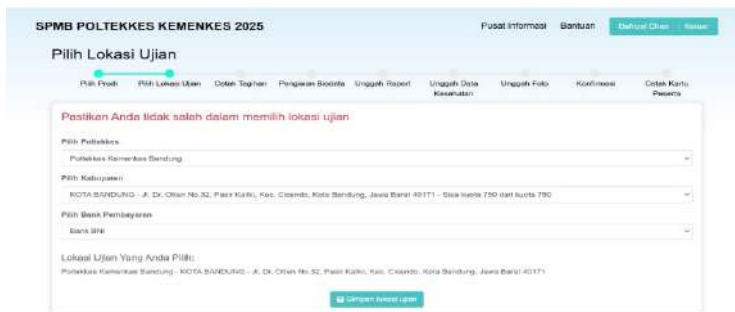 SPMB POLTEKKES KEMENKES 2025
Pusat Informasi Bantuan Keluar
Pilih Lokasi Ujian
Pilih Prodi Pilih Lokasi Ujian Cetak Tagihan Pengisian Biodata Unggah Raport Unggah Data Kesehatan Unggah Foto Konfirmasi Cetak Kartu Peserta
Pastikan Anda tidak salah dalam memilih lokasi ujian
Pilih Poltekkes
Poltekkes Kemenkes Bandung
Pilih Kabupaten
KOTA BANDUNG - Jl. Dr. Otten No.32, Pasir Kaliki, Kec. Cicendo, Kota Bandung, Jawa Barat 40171 - Sisa kuota 750 dari kuota 750
Pilih Bank Pembayaran
Bank BNI
Lokasi Ujian Yang Anda Pilih:
Poltekkes Kemenkes Bandung - KOTA BANDUNG - Jl. Dr. Otten No.32, Pasir Kaliki, Kec. Cicendo, Kota Bandung, Jawa Barat 40171
Simpan lokasi ujian